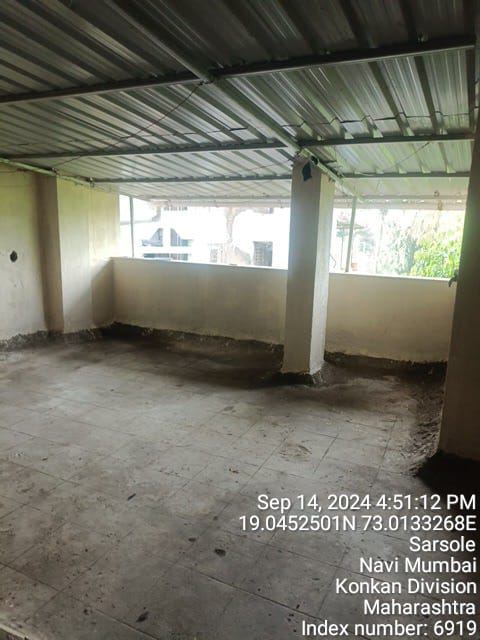 Sep 14, 2024 4:51:12 PM
19.0452501N 73.0133268E
Sarsole
Navi Mumbai
Konkan Division
Maharashtra
Index number: 6919